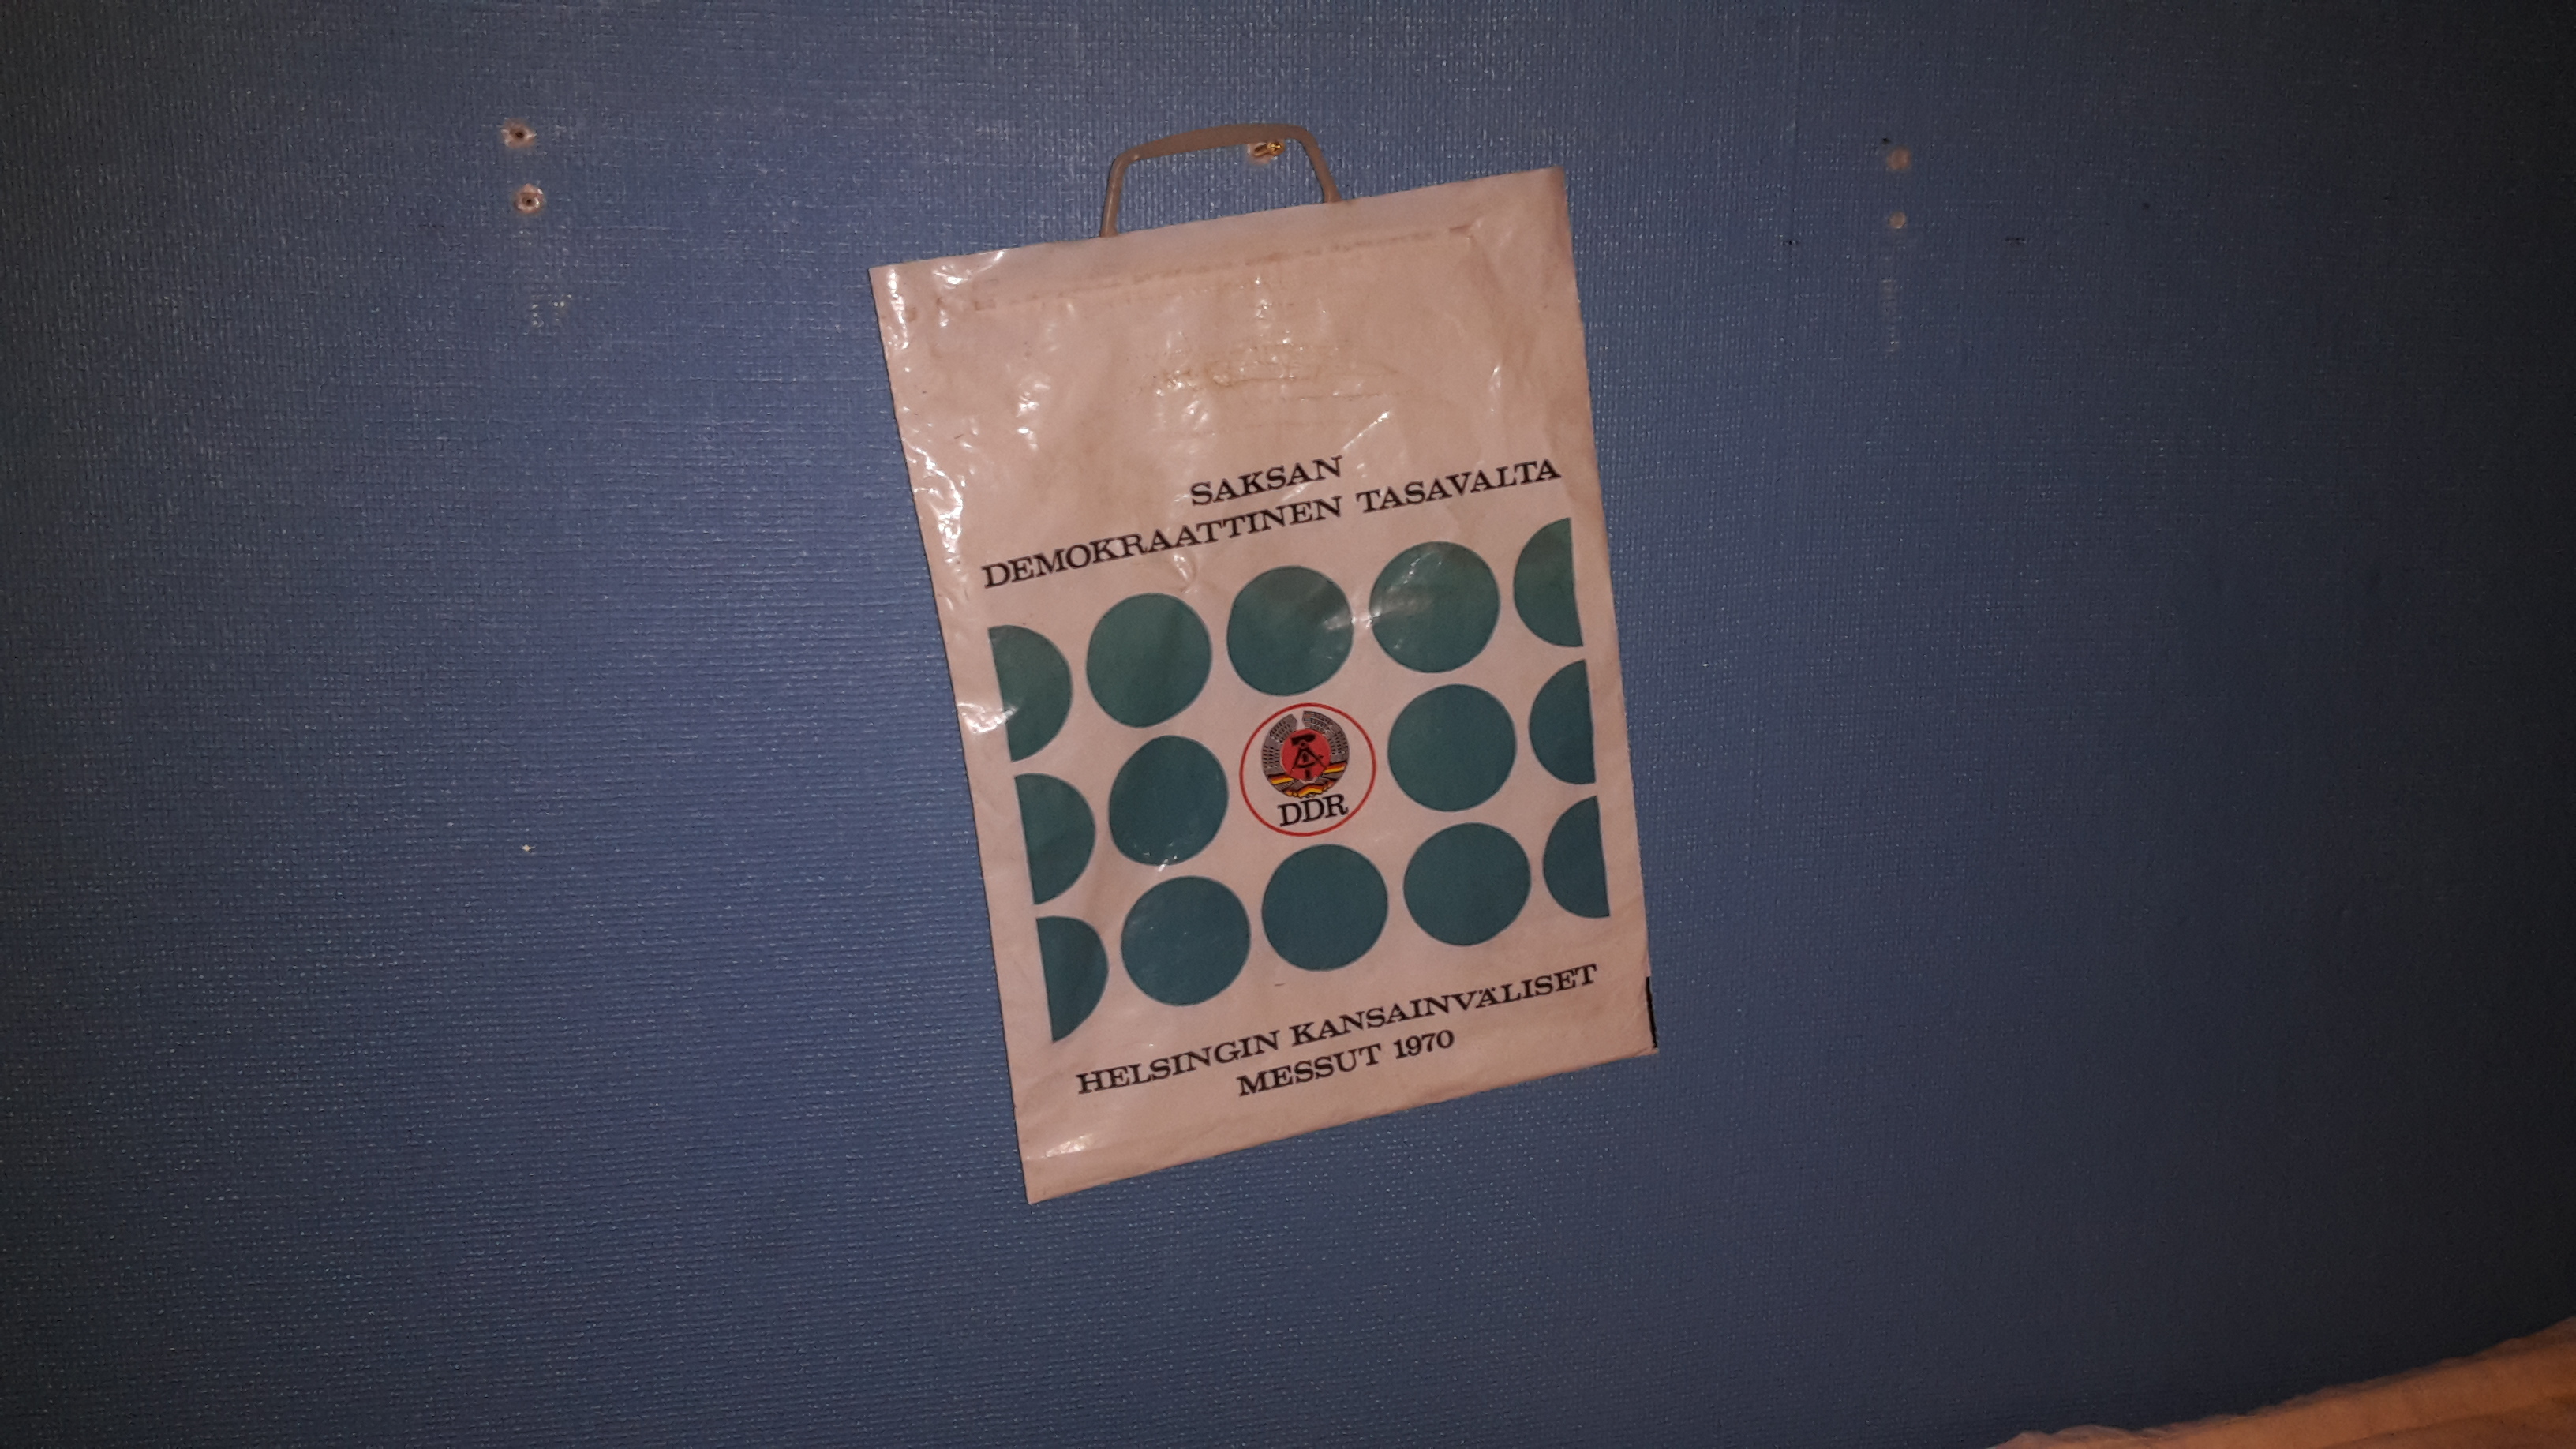 SAKSAN
DEMOKRAATTINEN TASAVALTA
DDR
HELSINGIN KANSAINVÄLISET
MESSUT 1970